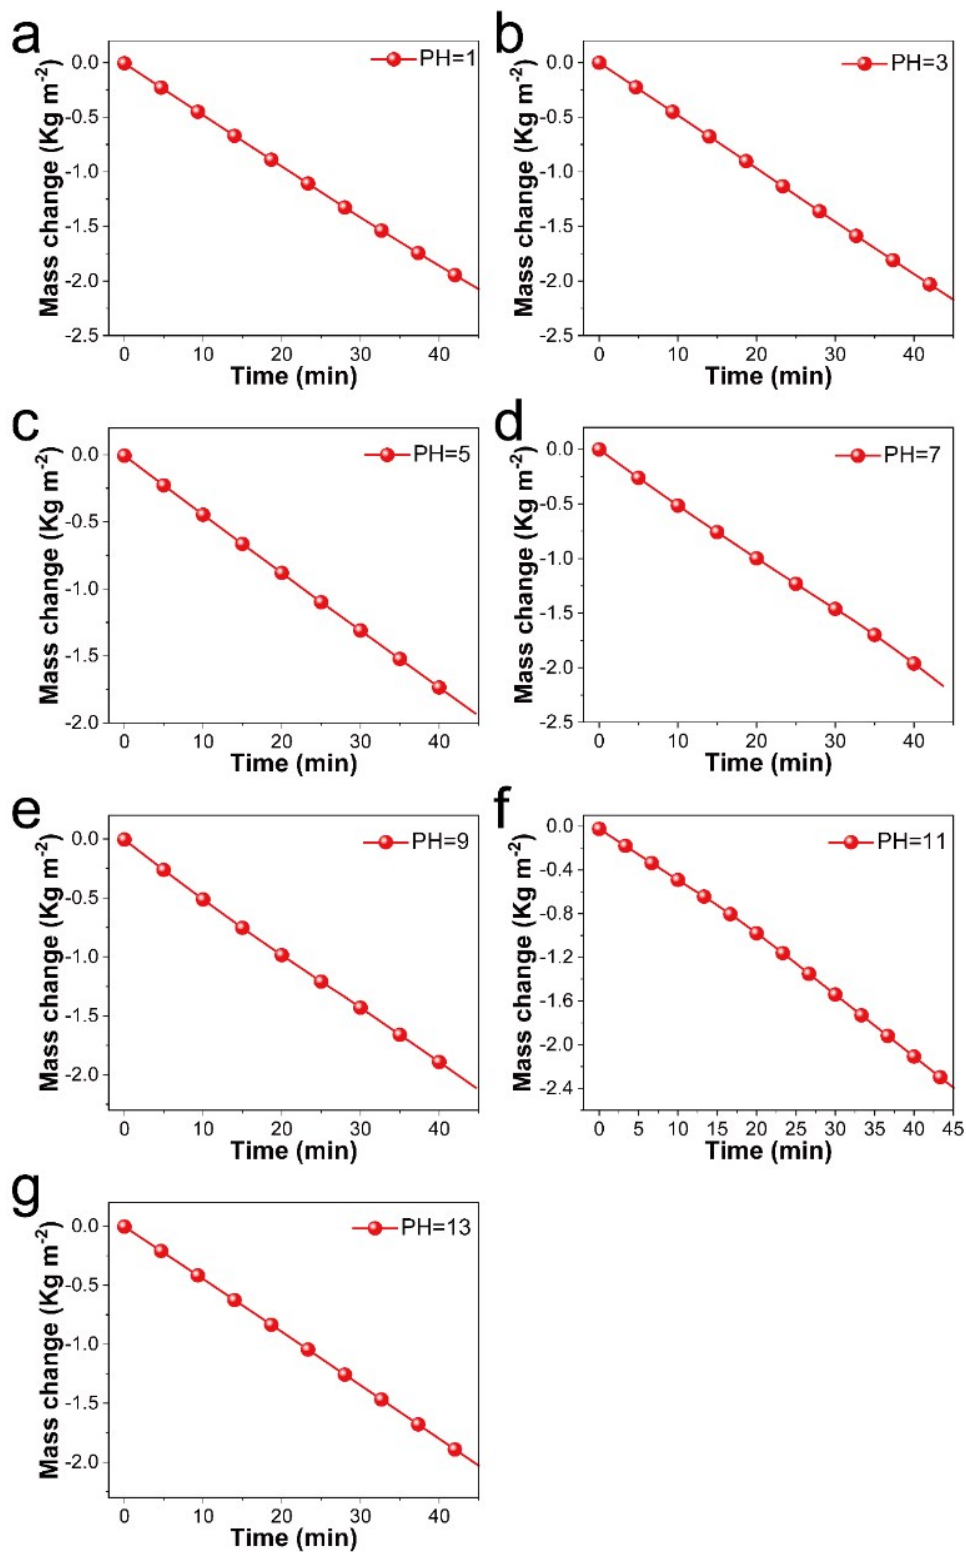 a
PH=1
Mass change (Kg m-2)
0.0
-0.5
-1.0
-1.5
-2.0
-2.5
0 10 20 30 40
Time (min)
b
PH=3
Mass change (Kg m-2)
0.0
-0.5
-1.0
-1.5
-2.0
-2.5
0 10 20 30 40
Time (min)
c
PH=5
Mass change (Kg m-2)
0.0
-0.5
-1.0
-1.5
-2.0
0 10 20 30 40
Time (min)
d
PH=7
Mass change (Kg m-2)
0.0
-0.5
-1.0
-1.5
-2.0
-2.5
0 10 20 30 40
Time (min)
e
PH=9
Mass change (Kg m-2)
0.0
-0.5
-1.0
-1.5
-2.0
0 10 20 30 40
Time (min)
f
PH=11
Mass change (Kg m-2)
0.0
-0.4
-0.8
-1.2
-1.6
-2.0
-2.4
0 5 10 15 20 25 30 35 40 45
Time (min)
g
PH=13
Mass change (Kg m-2)
0.0
-0.5
-1.0
-1.5
-2.0
0 10 20 30 40
Time (min)